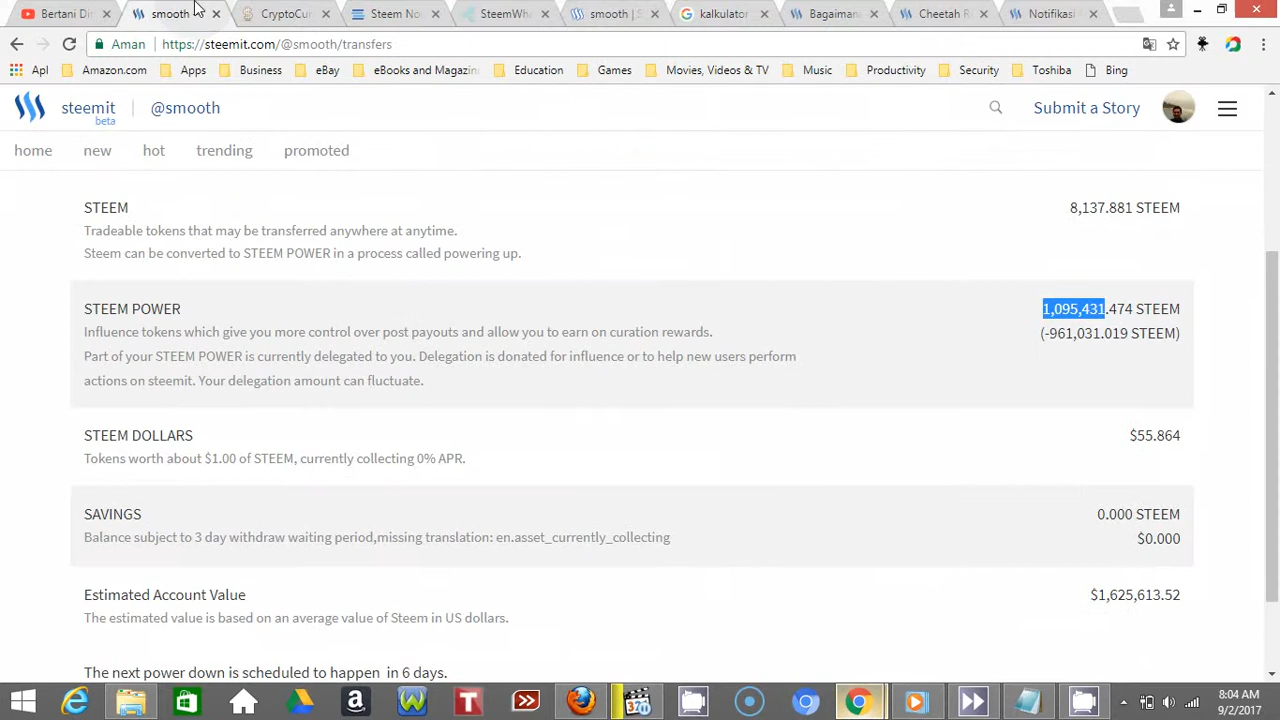 Bertani Di
smooth
CryptoCur
Steem No
SteemWh
smooth | S
kalkulator
Bagaiman
Cheetah R
Notifikasi
Aman
https://steemit.com/@smooth/transfers
Apl
Amazon.com
Apps
Business
eBay
eBooks and Magazin
Education
Games
Movies, Videos & TV
Music
Productivity
Security
Toshiba
Bing
steemit
beta
@smooth
Submit a Story
home
new
hot
trending
promoted
STEEM
8,137.881 STEEM
Tradeable tokens that may be transferred anywhere at anytime.
Steem can be converted to STEEM POWER in a process called powering up.
STEEM POWER
1,095,431.474 STEEM
Influence tokens which give you more control over post payouts and allow you to earn on curation rewards.
(-961,031.019 STEEM)
Part of your STEEM POWER is currently delegated to you. Delegation is donated for influence or to help new users perform
actions on steemit. Your delegation amount can fluctuate.
STEEM DOLLARS
$55.864
Tokens worth about $1.00 of STEEM, currently collecting 0% APR.
SAVINGS
0.000 STEEM
Balance subject to 3 day withdraw waiting period,missing translation: en.asset_currently_collecting
$0.000
Estimated Account Value
$1,625,613.52
The estimated value is based on an average value of Steem in US dollars.
The next power down is scheduled to happen  in 6 days.
8:04 AM
9/2/2017